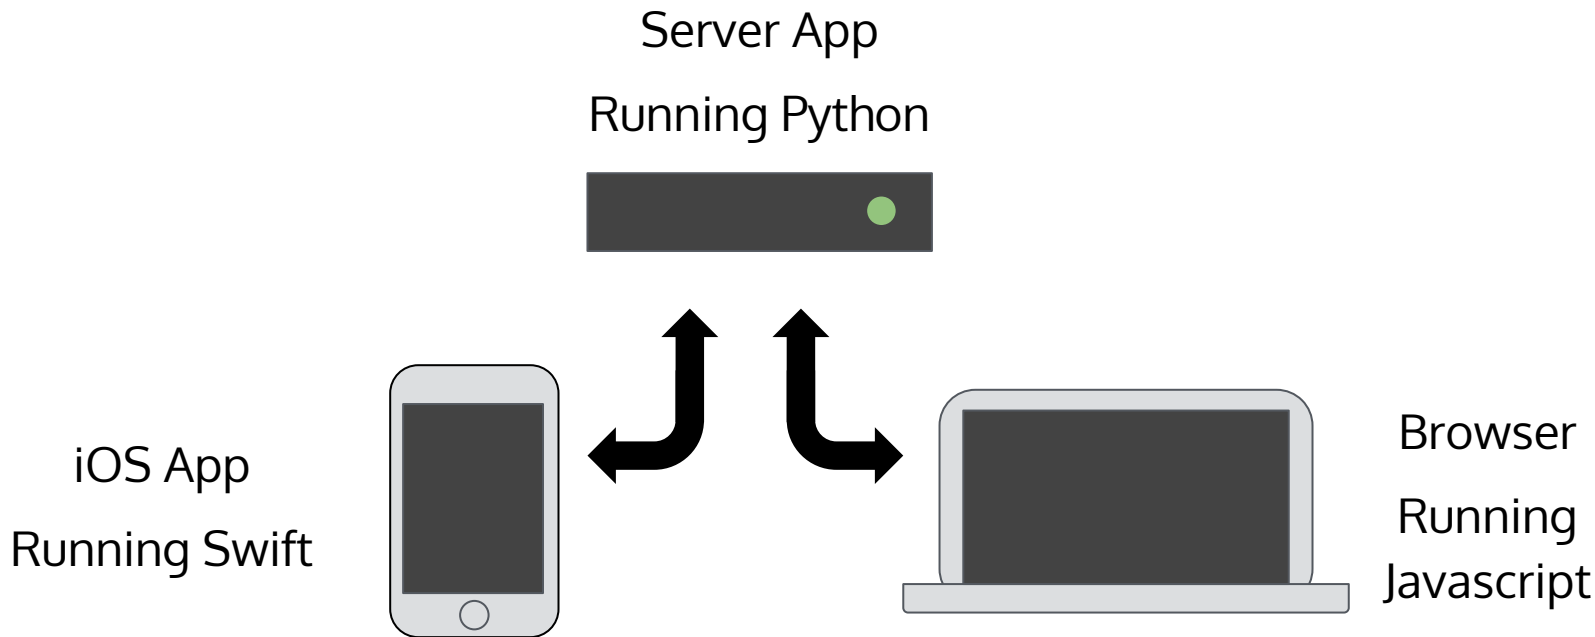 Server App
Running Python
iOS App
Running Swift
Browser
Running
Javascript